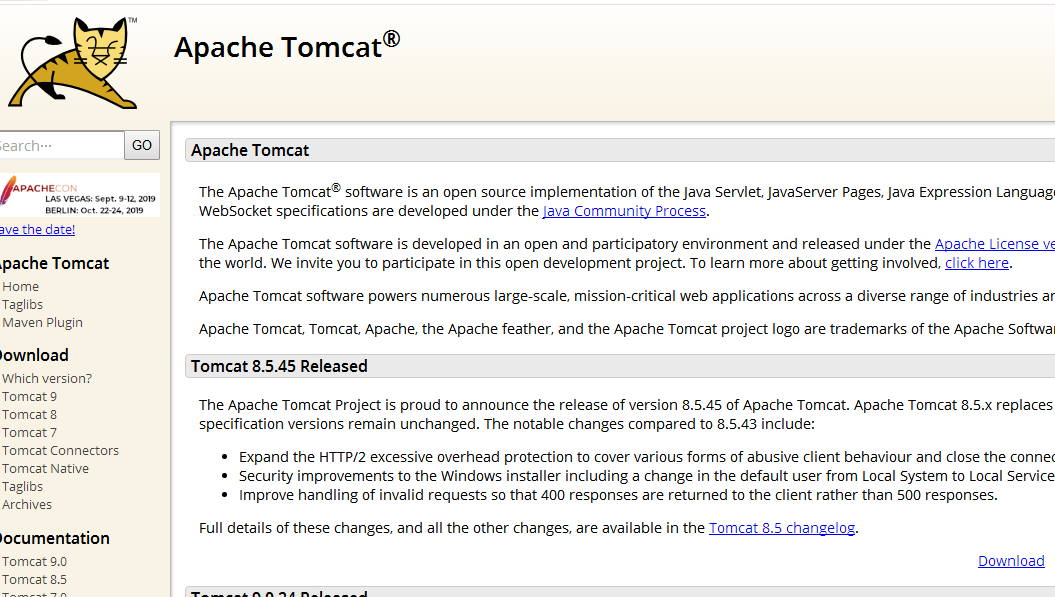 TM
Apache Tomcat®
Search...
GO
APACHECON
LAS VEGAS: Sept. 9-12, 2019
BERLIN: Oct. 22-24, 2019
ave the date!
pache Tomcat
Home
Taglibs
Maven Plugin
ownload
Which version?
Tomcat 9
Tomcat 8
Tomcat 7
Tomcat Connectors
Tomcat Native
Taglibs
Archives
ocumentation
Tomcat 9.0
Tomcat 8.5
Tomcat 7.0
Apache Tomcat
The Apache Tomcat® software is an open source implementation of the Java Servlet, JavaServer Pages, Java Expression Language
WebSocket specifications are developed under the Java Community Process.
The Apache Tomcat software is developed in an open and participatory environment and released under the Apache License ve
the world. We invite you to participate in this open development project. To learn more about getting involved, click here.
Apache Tomcat software powers numerous large-scale, mission-critical web applications across a diverse range of industries ar
Apache Tomcat, Tomcat, Apache, the Apache feather, and the Apache Tomcat project logo are trademarks of the Apache Softwa
Tomcat 8.5.45 Released
The Apache Tomcat Project is proud to announce the release of version 8.5.45 of Apache Tomcat. Apache Tomcat 8.5.x replaces
specification versions remain unchanged. The notable changes compared to 8.5.43 include:
• Expand the HTTP/2 excessive overhead protection to cover various forms of abusive client behaviour and close the connec
• Security improvements to the Windows installer including a change in the default user from Local System to Local Service
• Improve handling of invalid requests so that 400 responses are returned to the client rather than 500 responses.
Full details of these changes, and all the other changes, are available in the Tomcat 8.5 changelog.
Download
Tomcat 9.0.24 Released